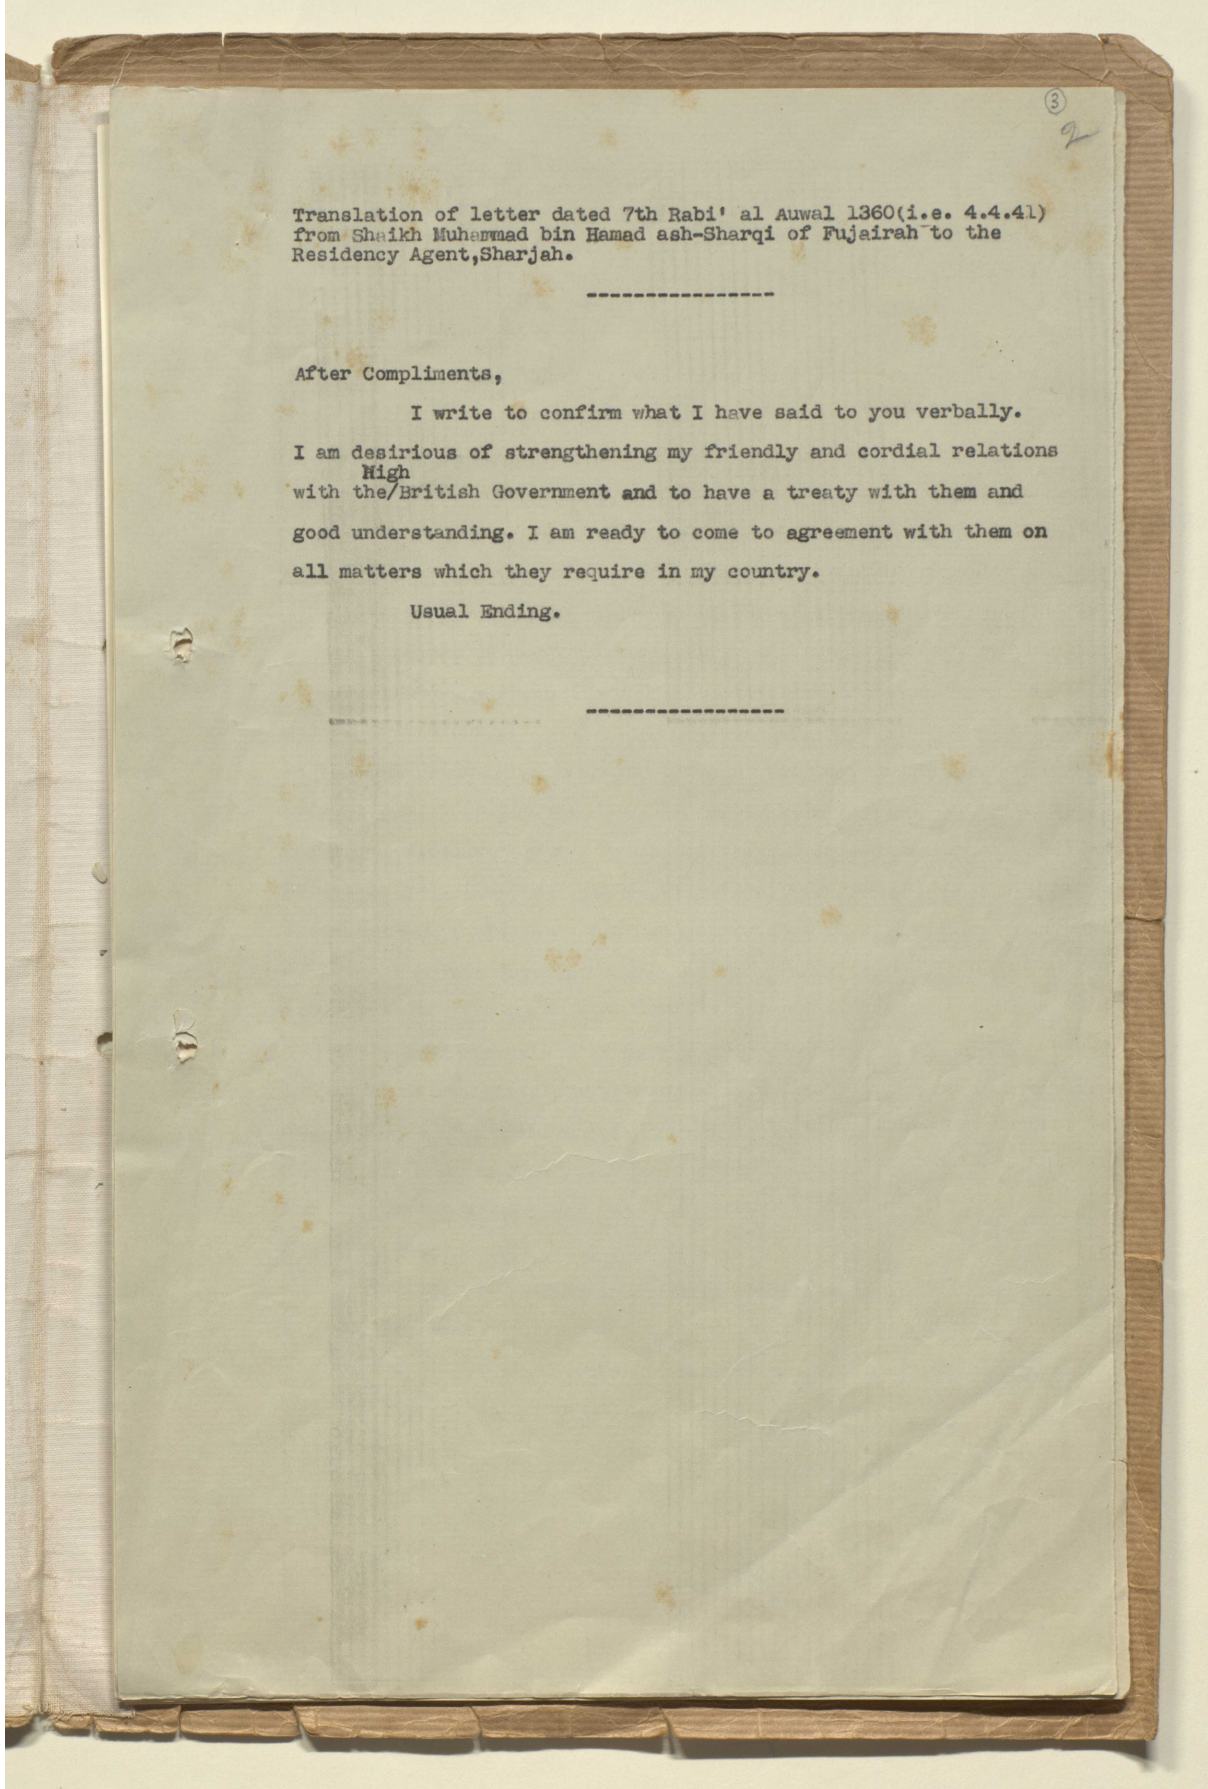 3
2
Translation of letter dated 7th Rabi' al Auwal 1360(i.e. 4.4.41)
from Shaikh Muhammad bin Hamad ash-Sharqi of Fujairah to the
Residency Agent,Sharjah.
----------------
After Compliments,
I write to confirm what I have said to you verbally.
I am desirious of strengthening my friendly and cordial relations
High
with the/British Government and to have a treaty with them and
good understanding. I am ready to come to agreement with them on
all matters which they require in my country.
Usual Ending.
-----------------